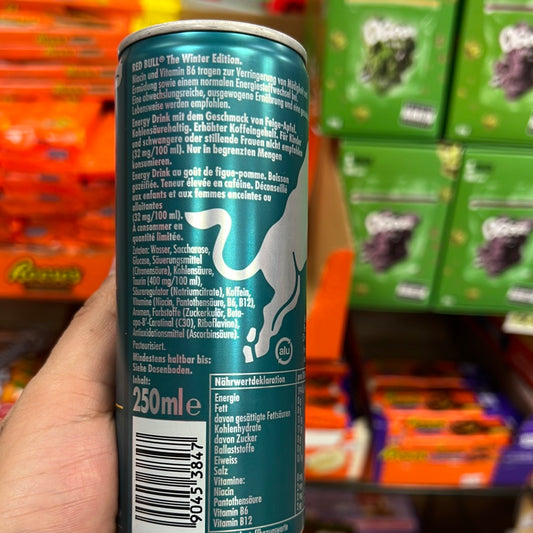 RED BULL® The Winter Edition.
Niacin und Vitamin B6 tragen zur Verringerung von
Ermüdung sowie einem normalen Energiestoffwechsel bei.
Eine abwechslungsreiche, ausgewogene Ernährung und eine
Lebensweise werden empfohlen.
Energy Drink mit dem Geschmack von Feige-Apfel.
Kohlensäurehaltig. Erhöhter Koffeingehalt. Für Kinder
und schwangere oder stillende Frauen nicht empfohlen
(32 mg/100 ml). Nur in begrenzten Mengen
konsumieren.
Energy Drink au goût de figue-pomme. Boisson
gazéifiée. Teneur élevée en caféine. Déconseillé
aux enfants et aux femmes enceintes ou
allaitantes
(32 mg/100 ml).
À consommer en
quantité limitée.
Zutaten: Wasser, Saccharose,
Glucose, Säuerungsmittel
(Citronensäure), Kohlensäure,
Taurin (400 mg/100 ml),
Säureregulator (Natriumcitrate), Koffein,
Vitamine (Niacin, Pantothensäure, B6, B12),
Aromen, Farbstoffe (Zuckerkulör, Beta-
apo-8'-Carotinal (C30), Riboflavine),
Antioxidationsmittel (Ascorbinsäure).
Pasteurisiert.
Mindestens haltbar bis:
Siehe Dosenboden.
Inhalt:
250ml e
alu
Nährwertdeklaration
Energie
Fett
davon gesättigte Fettsäuren
Kohlenhydrate
davon Zucker
Ballaststoffe
Eiweiss
Salz
Vitamine:
Niacin
Pantothensäure
Vitamin B6
Vitamin B12
9045 3847
Reese's